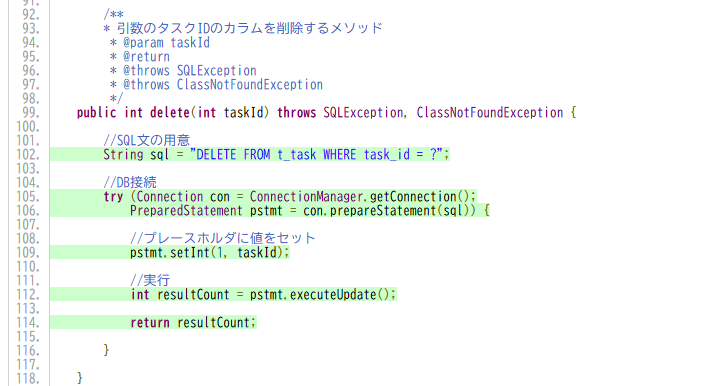 91.
92. /**
93. * 引数のタスクIDのカラムを削除するメソッド
94. * @param taskId
95. * @return
96. * @throws SQLException
97. * @throws ClassNotFoundException
98. */
99. public int delete(int taskId) throws SQLException, ClassNotFoundException {
100.
101. //SQL文の用意
102. String sql = "DELETE FROM t_task WHERE task_id = ?";
103.
104. //DB接続
105. try (Connection con = ConnectionManager.getConnection();
106. PreparedStatement pstmt = con.prepareStatement(sql)) {
107.
108. //プレースホルダに値をセット
109. pstmt.setInt(1, taskId);
110.
111. //実行
112. int resultCount = pstmt.executeUpdate();
113.
114. return resultCount;
115.
116. }
117.
118. }